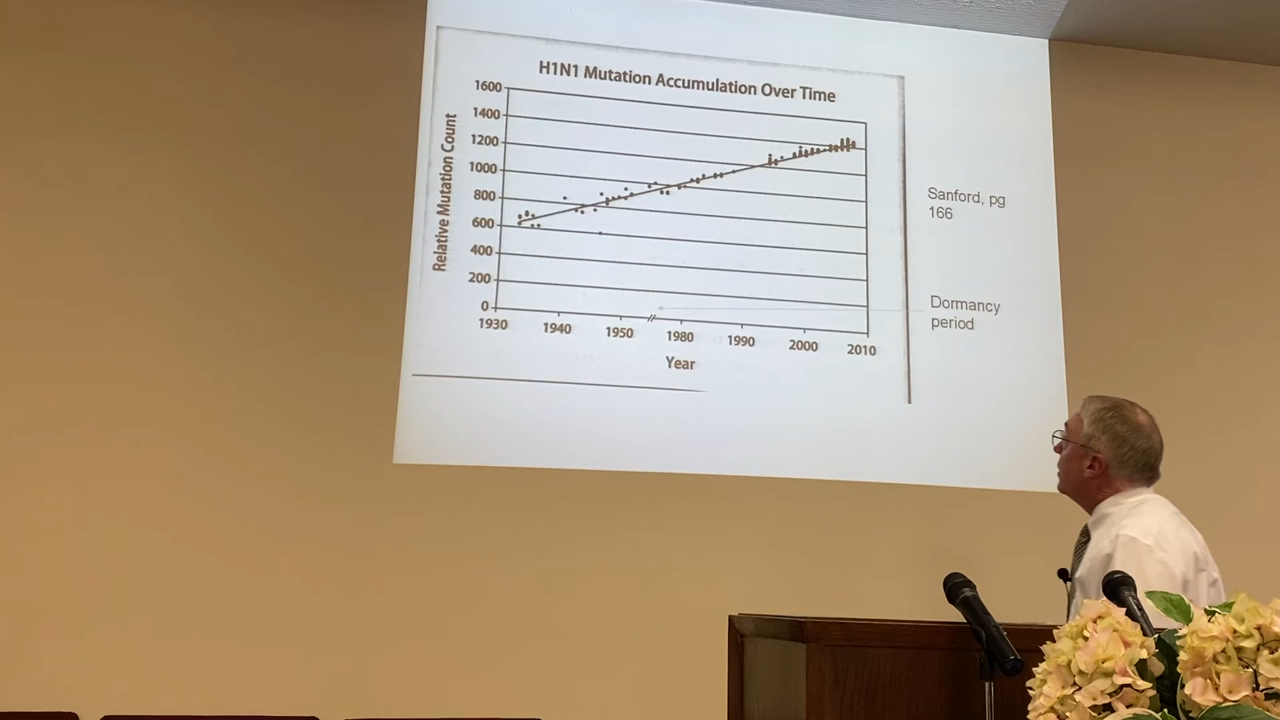 H1N1 Mutation Accumulation Over Time
Relative Mutation Count
1600
1400
1200
1000
800
600
400
200
0
1930 1940 1950 1980 1990 2000 2010
Year
Sanford, pg
166
Dormancy
period